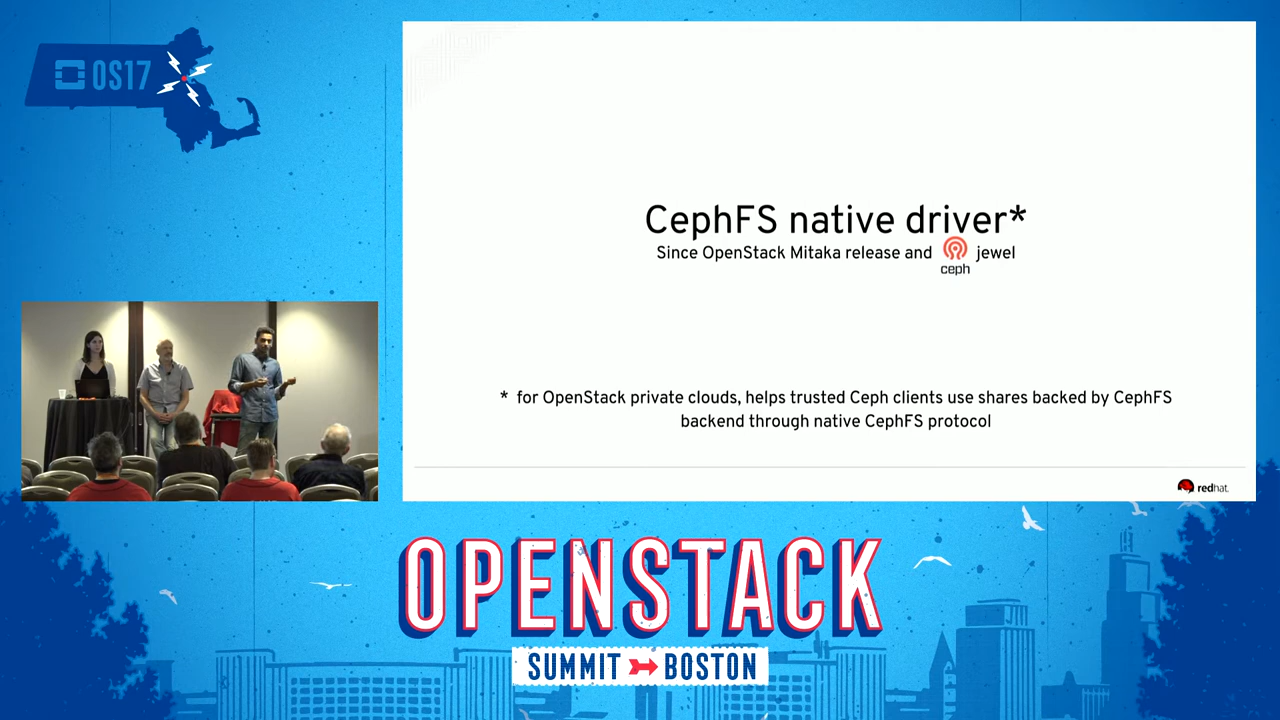 OS17
CephFS native driver*
Since OpenStack Mitaka release and ceph jewel
* for OpenStack private clouds, helps trusted Ceph clients use shares backed by CephFS
backend through native CephFS protocol
redhat.
OPENSTACK
SUMMIT BOSTON